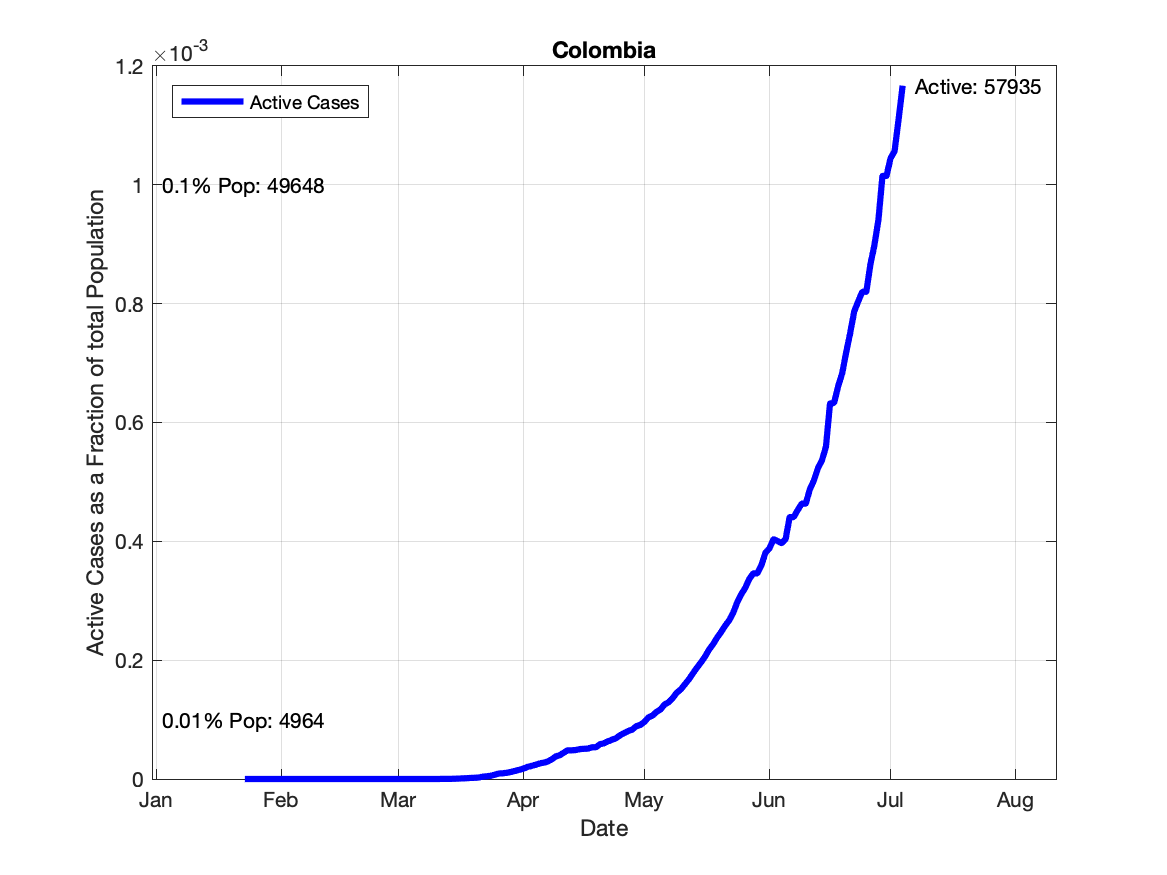 Colombia
×10-3
1.2
1
0.8
0.6
0.4
0.2
0
Active Cases as a Fraction of total Population
Active Cases
Active: 57935
0.1% Pop: 49648
0.01% Pop: 4964
Jan Feb Mar Apr May Jun Jul Aug
Date